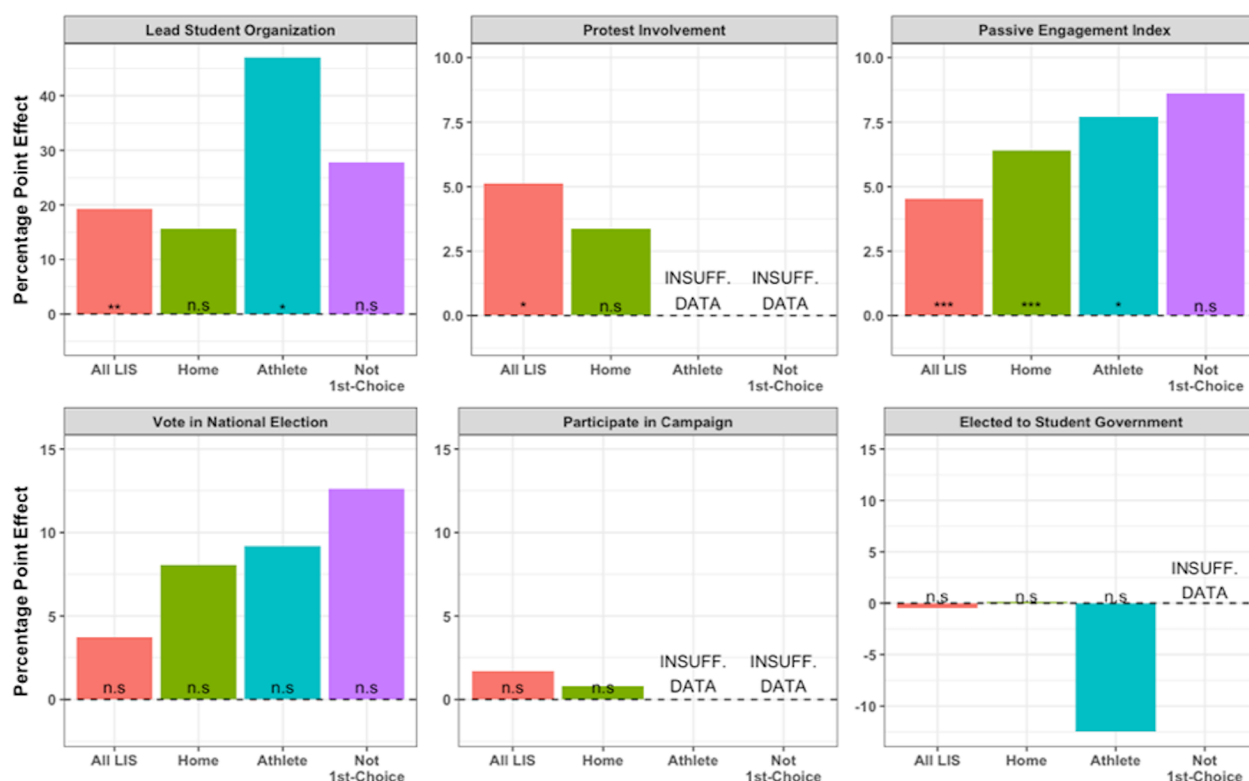 Lead Student Organization
Protest Involvement
Passive Engagement Index
Percentage Point Effect
40
30
20
10
0
**
n.s
*
n.s
All LIS
Home
Athlete
Not
1st-Choice
10.0
7.5
5.0
2.5
0.0
*
n.s
INSUFF.
DATA
INSUFF.
DATA
All LIS
Home
Athlete
Not
1st-Choice
10.0
7.5
5.0
2.5
0.0
***
***
*
n.s
All LIS
Home
Athlete
Not
1st-Choice
Vote in National Election
Participate in Campaign
Elected to Student Government
Percentage Point Effect
15
10
5
0
n.s
n.s
n.s
n.s
All LIS
Home
Athlete
Not
1st-Choice
15
10
5
0
n.s
n.s
INSUFF.
DATA
INSUFF.
DATA
All LIS
Home
Athlete
Not
1st-Choice
15
10
5
0
-5
-10
n.s
n.s
n.s
INSUFF.
DATA
All LIS
Home
Athlete
Not
1st-Choice